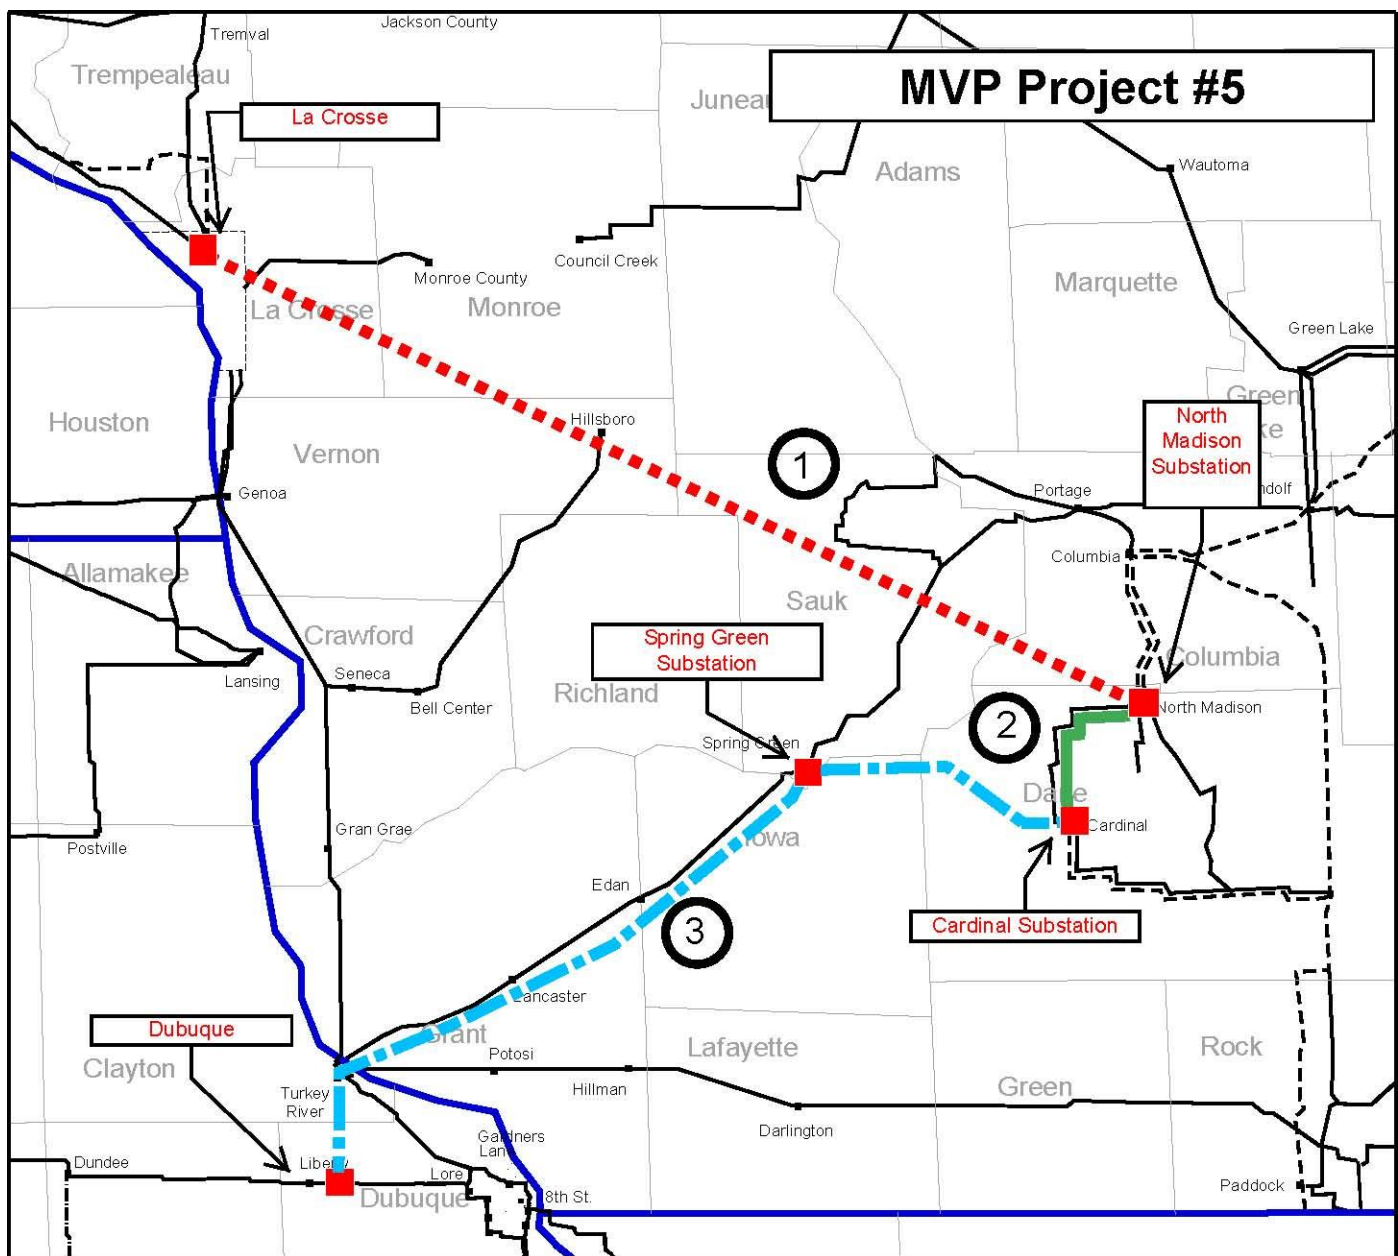 Jackson County
Tremval
Trempealeau
Juneau
MVP Project #5
La Crosse
Adams
Wautoma
Council Creek
Monroe County
Marquette
La Crosse
Monroe
Green Lake
Green
Houston
Hillsboro
North
Madison
Substation
Vernon
1
Portage
Genoa
Columbia
Allamakee
Sauk
Crawford
Spring Green
Substation
Columbia
Lansing
Seneca
Richland
Bell Center
North Madison
2
Spring Green
Dane
Cardinal
Gran Grae
Iowa
Postville
Edan
3
Cardinal Substation
Lancaster
Dubuque
Grant
Clayton
Potosi
Lafayette
Rock
Hillman
Green
Turkey
River
Darlington
Gardners
Dundee
Liberty
Lore
Dubuque
8th St.
Paddock